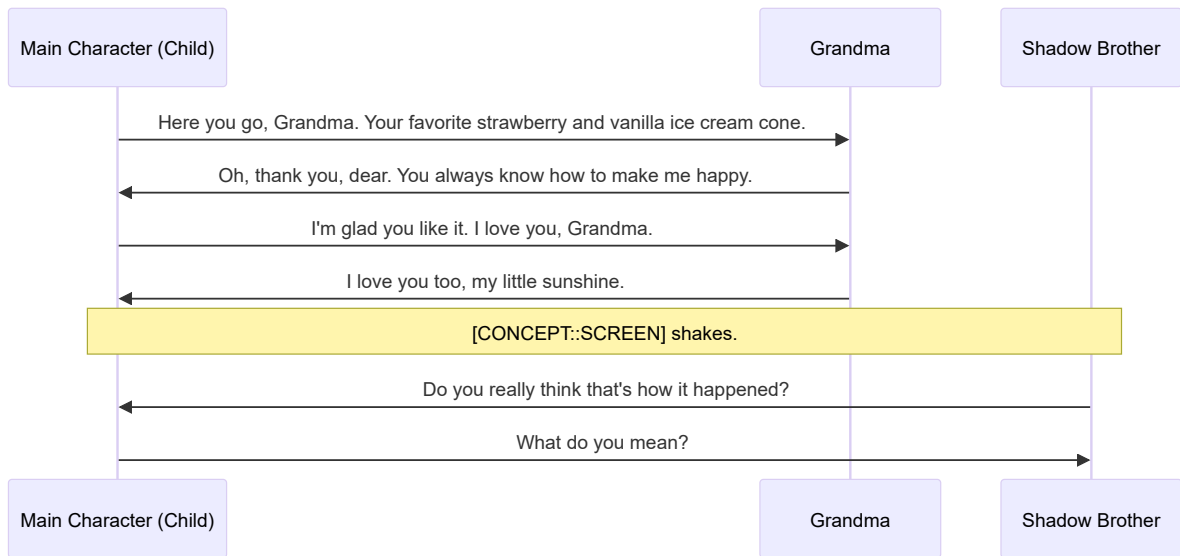 Main Character (Child)
Grandma
Shadow Brother
Here you go, Grandma. Your favorite strawberry and vanilla ice cream cone.
Oh, thank you, dear. You always know how to make me happy.
I'm glad you like it. I love you, Grandma.
I love you too, my little sunshine.
[CONCEPT::SCREEN] shakes.
Do you really think that's how it happened?
What do you mean?
Main Character (Child)
Grandma
Shadow Brother